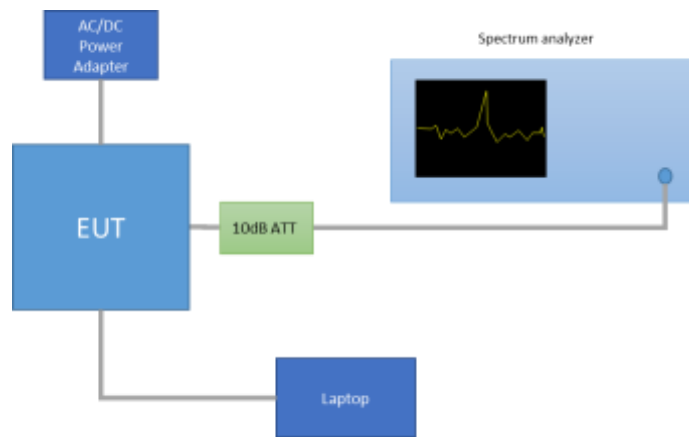 AC/DC
Power
Adapter
Spectrum analyzer
EUT
10dB ATT
Laptop